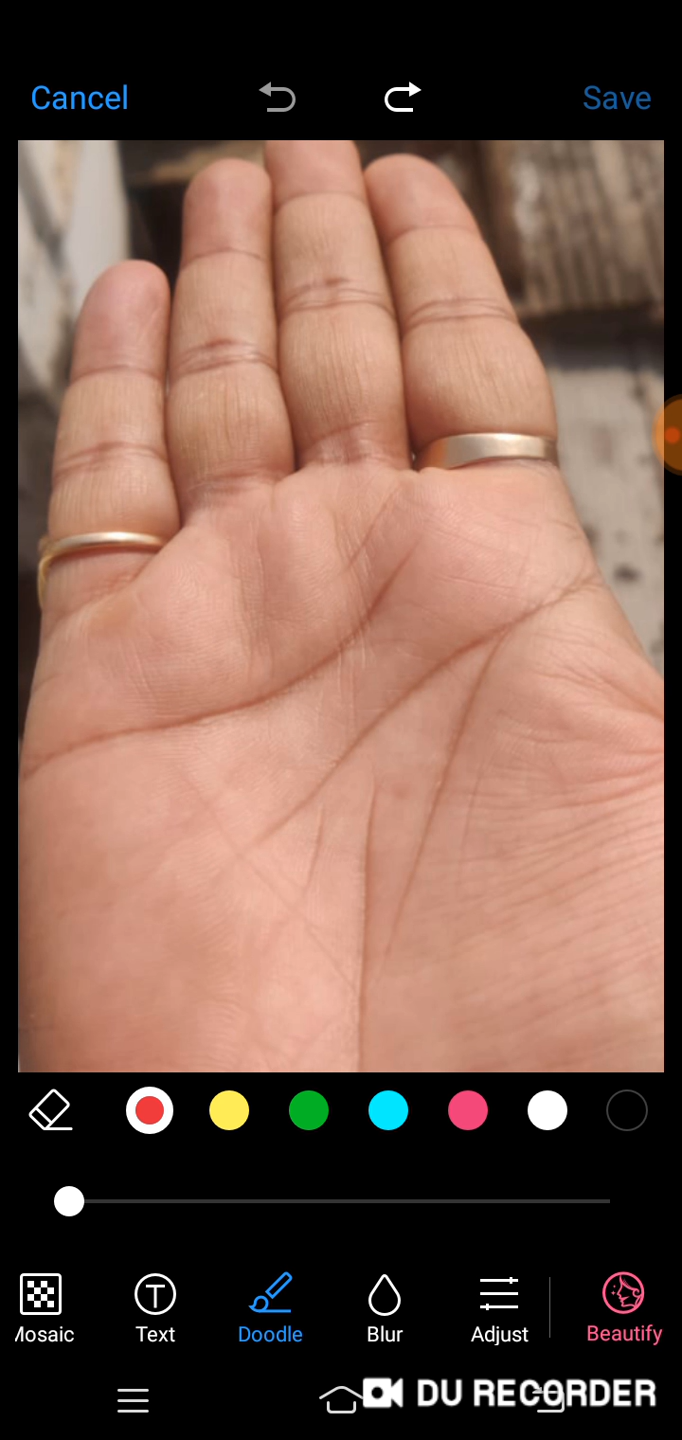 Cancel
Save
Mosaic
Text
Doodle
Blur
Adjust
Beautify
DU RECORDER